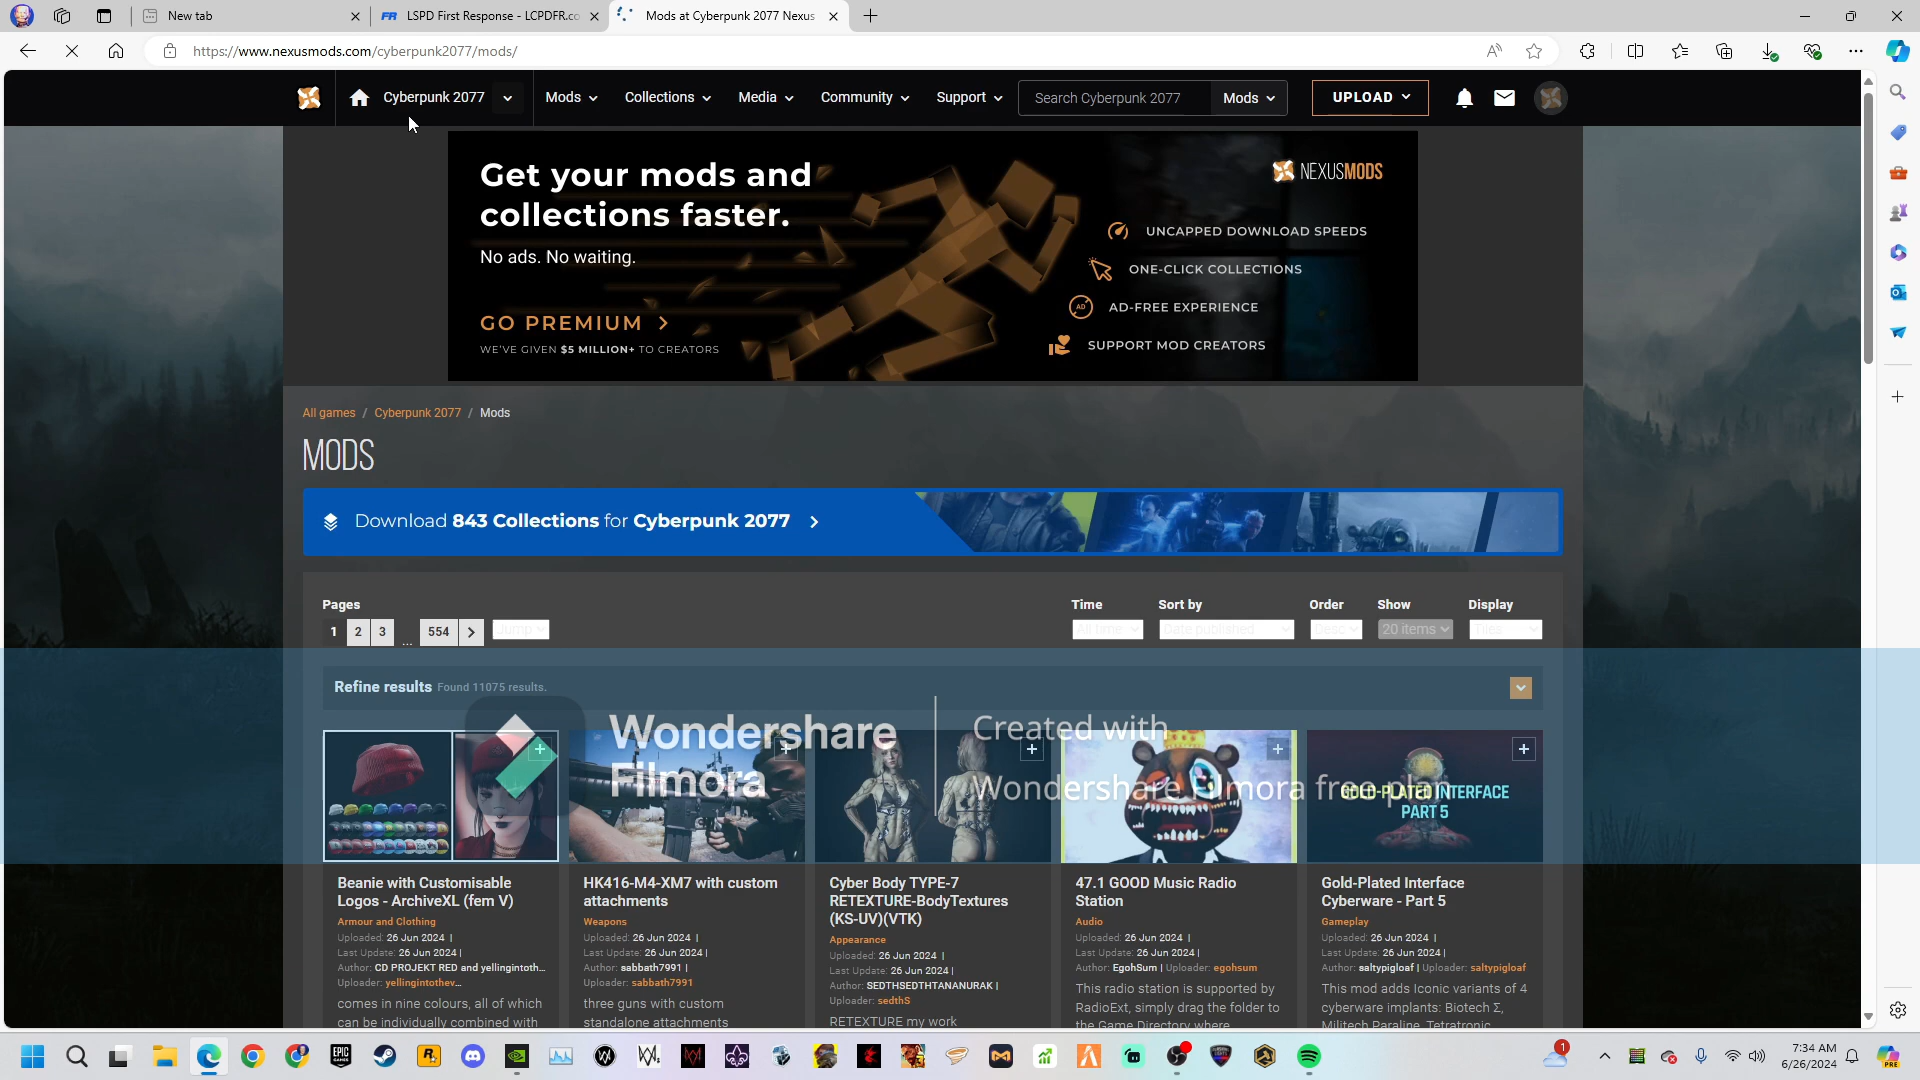 New tab
FR LSPD First Response - LCPDFR.co
Mods at Cyberpunk 2077 Nexus
https://www.nexusmods.com/cyberpunk2077/mods/
Cyberpunk 2077
Mods
Collections
Media
Community
Support
Search Cyberpunk 2077
Mods
UPLOAD
Get your mods and
collections faster.
No ads. No waiting.
GO PREMIUM
WE'VE GIVEN $5 MILLION+ TO CREATORS
NEXUSMODS
UNCAPPED DOWNLOAD SPEEDS
ONE-CLICK COLLECTIONS
AD
AD-FREE EXPERIENCE
SUPPORT MOD CREATORS
All games / Cyberpunk 2077 / Mods
MODS
Download 843 Collections for Cyberpunk 2077
Pages
1 2 3 ... 554
Jump
Time
All time
Sort by
Date published
Order
Desc
Show
20 items
Display
Tiles
Refine results Found 11075 results.
Wondershare
Filmora
Created with
Wondershare Filmora free plan
GOLD-PLATED INTERFACE
PART 5
Beanie with Customisable
Logos - ArchiveXL (fem V)
Armour and Clothing
Uploaded: 26 Jun 2024 |
Last Update: 26 Jun 2024 |
Author: CD PROJEKT RED and yellingintoth...
Uploader: yellingintothev...
comes in nine colours, all of which
can be individually combined with
HK416-M4-XM7 with custom
attachments
Weapons
Uploaded: 26 Jun 2024 |
Last Update: 26 Jun 2024 |
Author: sabbath7991 |
Uploader: sabbath7991
three guns with custom
standalone attachments
Cyber Body TYPE-7
RETEXTURE-BodyTextures
(KS-UV)(VTK)
Appearance
Uploaded: 26 Jun 2024 |
Last Update: 26 Jun 2024 |
Author: SEDTHSEDTHTANANURAK |
Uploader: sedthS
RETEXTURE my work
47.1 GOOD Music Radio
Station
Audio
Uploaded: 26 Jun 2024 |
Last Update: 26 Jun 2024 |
Author: EgohSum | Uploader: egohsum
This radio station is supported by
RadioExt, simply drag the folder to
the Game Directory where
Gold-Plated Interface
Cyberware - Part 5
Gameplay
Uploaded: 26 Jun 2024 |
Last Update: 26 Jun 2024 |
Author: saltypigloaf | Uploader: saltypigloaf
This mod adds Iconic variants of 4
cyberware implants: Biotech Σ,
Militech Paraline, Tetratronic
EPIC
GAMES
1
7:34 AM
6/26/2024
PRE